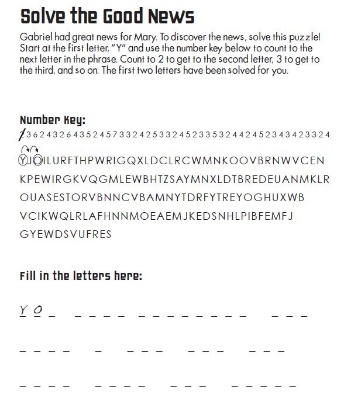 Solve the Good News
Gabriel had great news for Mary. To discover the news, solve this puzzle!
Start at the first letter, "Y" and use the number key below to count to the
next letter in the phrase. Count to 2 to get to the second letter, 3 to get to
the third, and so on. The first two letters have been solved for you.
Number Key:
YJOILURFTHPWRIGQXLDCLRCWMNKOOVBRNWVCEN
KPEWIRGKVQGMLEWBHTZSAYMNXLDTBREDEUANMKLR
OUASESTORVBNNCVBAMNYTDRFYTREYOGHUXWB
VCIKWQLRLAFHNNMOEAEMJKEDSNHLPIBFEMFJ
GYEWDSVUFRES
Fill in the letters here:
Y O